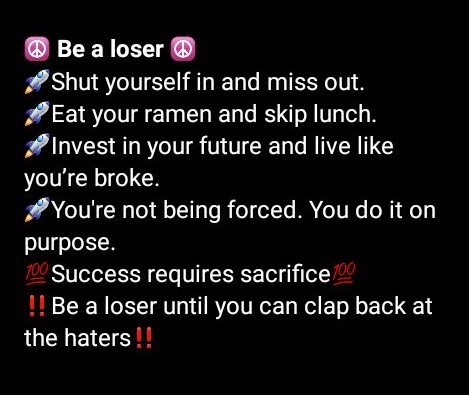 ☮️ Be a loser ☮️
🚀Shut yourself in and miss out.
🚀Eat your ramen and skip lunch.
🚀Invest in your future and live like
you’re broke.
🚀You're not being forced. You do it on
purpose.
💯Success requires sacrifice💯
‼️Be a loser until you can clap back at
the haters‼️